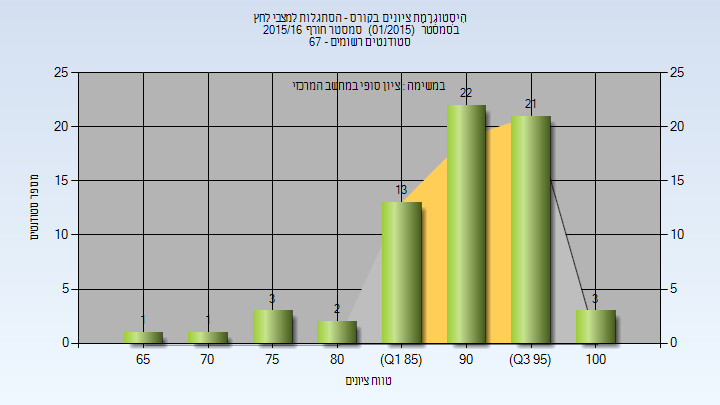 היסטוגרמת ציונים בקורס - הסתגלות למצבי לחץ
בסמסטר (01/2015) סמסטר חורף 2015/16
סטודנטים רשומים - 67
במשימה : ציון סופי במחשב המרכזי
25 25
20 20
15 15
10 10
5 5
0 0
1 1 3 2 13 22 21 3
65 70 75 80 (Q1 85) 90 (Q3 95) 100
מספר סטודנטים
טווח ציונים